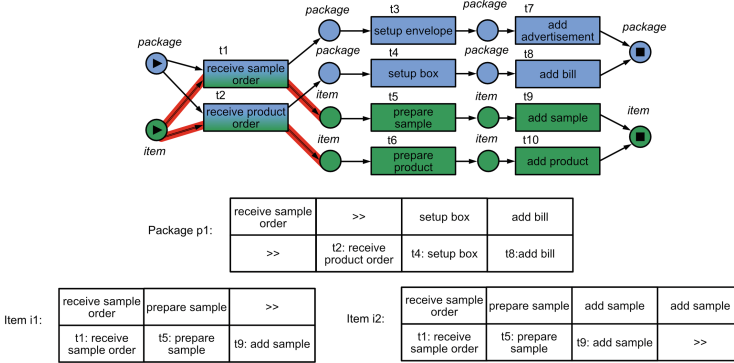 package
package
t3
setup envelope
package
t7
add
advertisement
package
t1
receive sample
order
package
t4
setup box
package
t8
add bill
t2
receive product
order
item
item
t5
prepare
sample
item
t9
add sample
item
item
t6
prepare
product
item
t10
add product
Package p1:
receive sample
order
>>
setup box
add bill
>>
t2: receive
product order
t4: setup box
t8:add bill
Item i1:
receive sample
order
prepare sample
>>
t1: receive
sample order
t5: prepare
sample
t9: add sample
Item i2:
receive sample
order
prepare sample
add sample
add sample
t1: receive
sample order
t5: prepare
sample
t9: add sample
>>